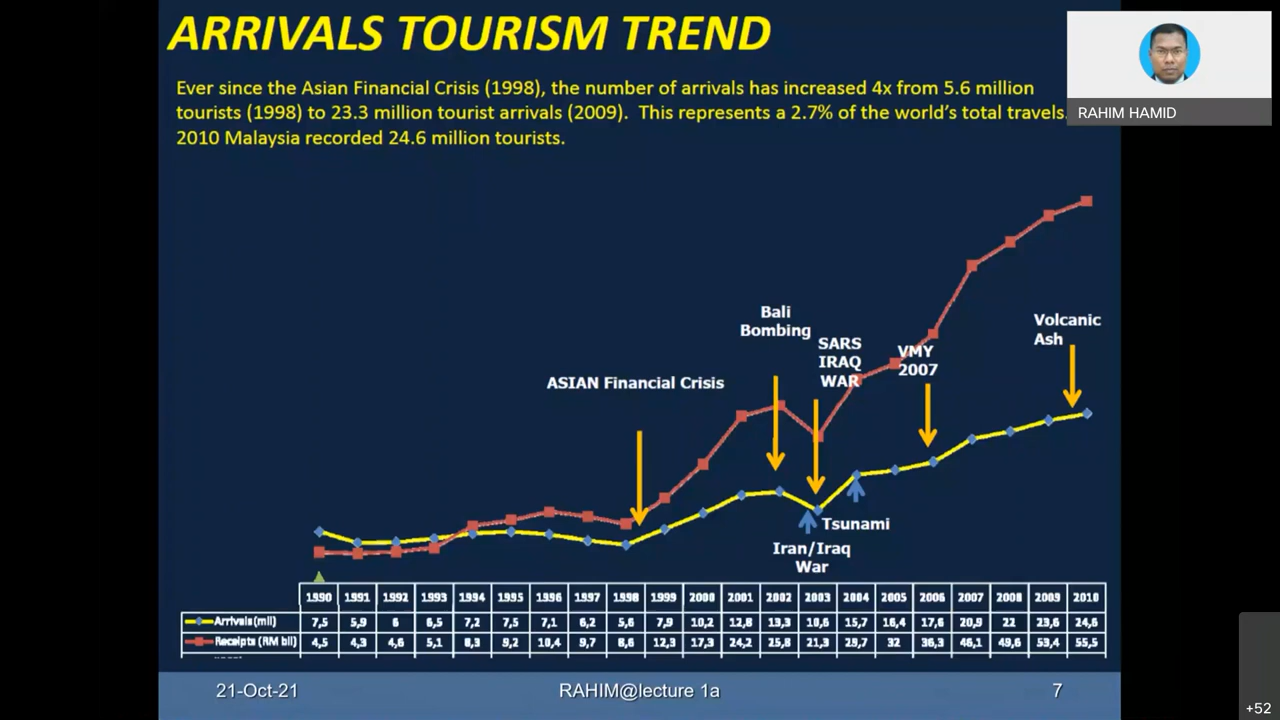 ARRIVALS TOURISM TREND
Ever since the Asian Financial Crisis (1998), the number of arrivals has increased 4x from 5.6 million
tourists (1998) to 23.3 million tourist arrivals (2009). This represents a 2.7% of the world's total travels.
2010 Malaysia recorded 24.6 million tourists.
RAHIM HAMID
Bali
Bombing
SARS
IRAQ
WAR
VMY
2007
Volcanic
Ash
ASIAN Financial Crisis
Tsunami
Iran/Iraq
War
1990 1991 1992 1993 1994 1995 1996 1997 1998 1999 2000 2001 2002 2003 2004 2005 2006 2007 2008 2009 2010
Arrivals (mil) 7,5 5,9 6 6,5 7,2 7,5 7,1 6,2 5,6 7,9 10,2 12,8 13,3 10,6 15,7 16,4 17,6 20,9 22 23,6 24,6
Receipts (RM bil) 4,5 4,3 4,6 5,1 8,3 9,2 10,4 9,7 8,6 12,3 17,3 24,2 25,8 21,3 29,7 32 36,3 46,1 49,6 53,4 55,5
21-Oct-21
RAHIM@lecture 1a
7
+52